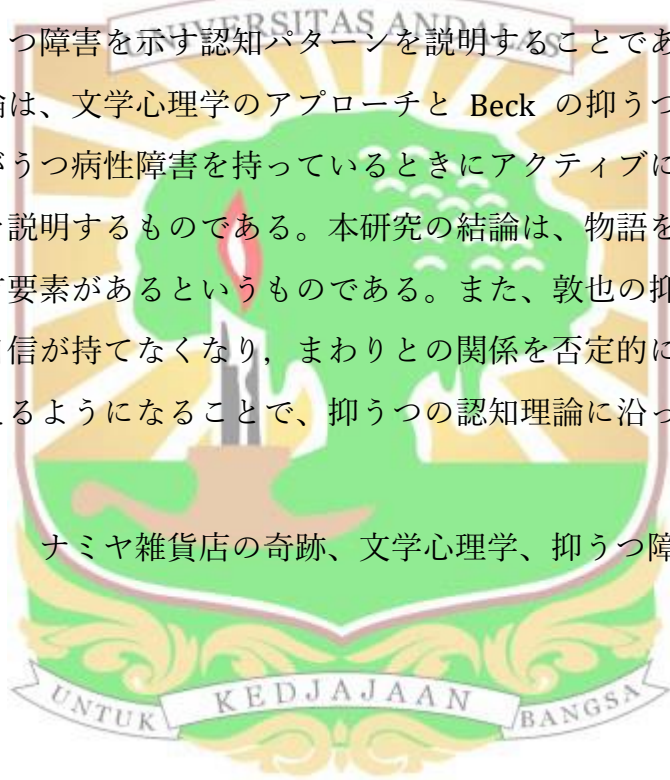 UNIVERSITAS ANDALAS
つ障害を示す認知パターンを説明することであ
は、文学心理学のアプローチと Beck の抑うつ
うつ病性障害を持っているときにアクティブに
説明するものである。本研究の結論は、物語を
要素があるというものである。また、敦也の抑
信が持てなくなり，まわりとの関係を否定的に
るようになることで、抑うつの認知理論に沿っ
ナミヤ雑貨店の奇跡、文学心理学、抑うつ障
UNTUK KEDJAJAAN BANGSA